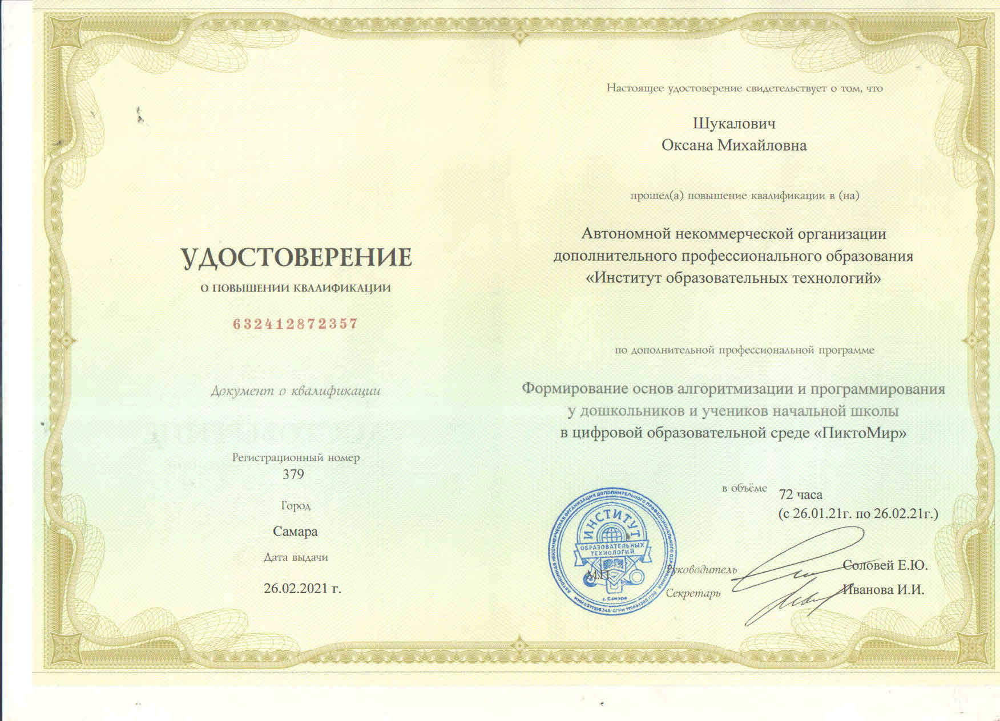 УДОСТОВЕРЕНИЕ
О ПОВЫШЕНИИ КВАЛИФИКАЦИИ
632412872357
Документ о квалификации
Регистрационный номер
379
Город
Самара
Дата выдачи
26.02.2021 г.
Настоящее удостоверение свидетельствует о том, что
Шукалович
Оксана Михайловна
прошел(а) повышение квалификации в (на)
Автономной некоммерческой организации
дополнительного профессионального образования
«Институт образовательных технологий»
по дополнительной профессиональной программе
Формирование основ алгоритмизации и программирования
у дошкольников и учеников начальной школы
в цифровой образовательной среде «ПиктоМир»
в объёме 72 часа
(с 26.01.21г. по 26.02.21г.)
АВТОНОМНАЯ НЕКОММЕРЧЕСКАЯ ОРГАНИЗАЦИЯ ДОПОЛНИТЕЛЬНОГО ПРОФЕССИОНАЛЬНОГО ОБРАЗОВАНИЯ
ИНСТИТУТ
ОБРАЗОВАТЕЛЬНЫХ
ТЕХНОЛОГИЙ
М.П.
г. Самара
Руководитель Соловей Е.Ю.
Секретарь Иванова И.И.